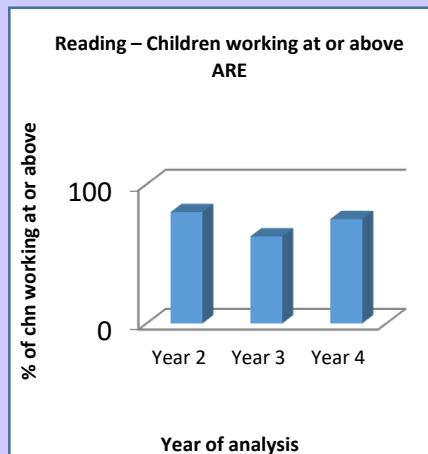 Reading – Children working at or above
ARE
% of chn working at or above
100
0
Year 2 Year 3 Year 4
Year of analysis